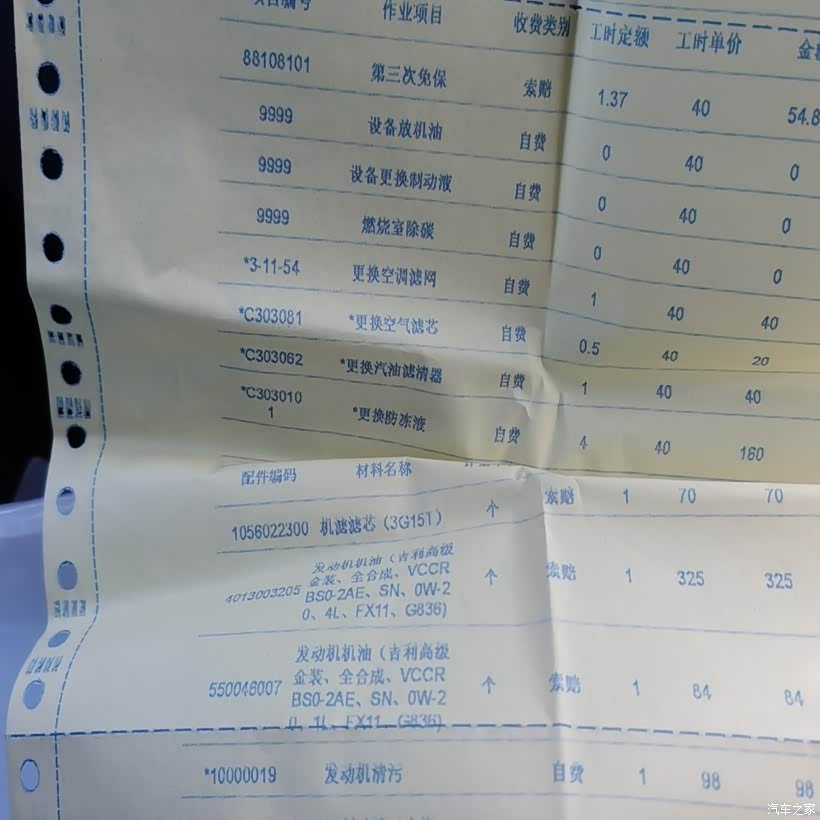 作业项目 收费类别 工时定额 工时单价
88108101 第三次免保 索赔 1.37 40 54.8
9999 设备放机油 自费 0 40 0
9999 设备更换制动液 自费 0 40 0
9999 燃烧室除碳 自费 0 40 0
*3-11-54 更换空调滤网 自费 1 40 40
*C303081 *更换空气滤芯 自费 0.5 40 20
*C303062 *更换汽油滤清器 自费 1 40 40
*C303010
1 *更换防冻液 自费 4 40 160
配件编码 材料名称
1056022300 机滤滤芯（3G15T） 个 索赔 1 70 70
发动机机油（吉利高级
4013003205 金装、全合成、VCCR 个 索赔 1 325 325
BS0-2AE、SN、0W-2
0、4L、FX11、G836)
发动机机油（吉利高级
550046007 金装、全合成、VCCR 个 索赔 1 84 84
BS0-2AE、SN、0W-2
0、1L、FX11、G836)
*10000019 发动机清污 自费 1 98 98
汽车之家